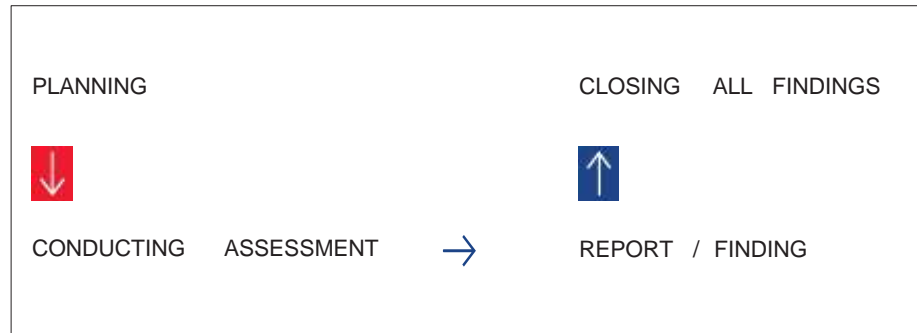 PLANNING
CLOSING ALL FINDINGS
CONDUCTING ASSESSMENT
REPORT / FINDING